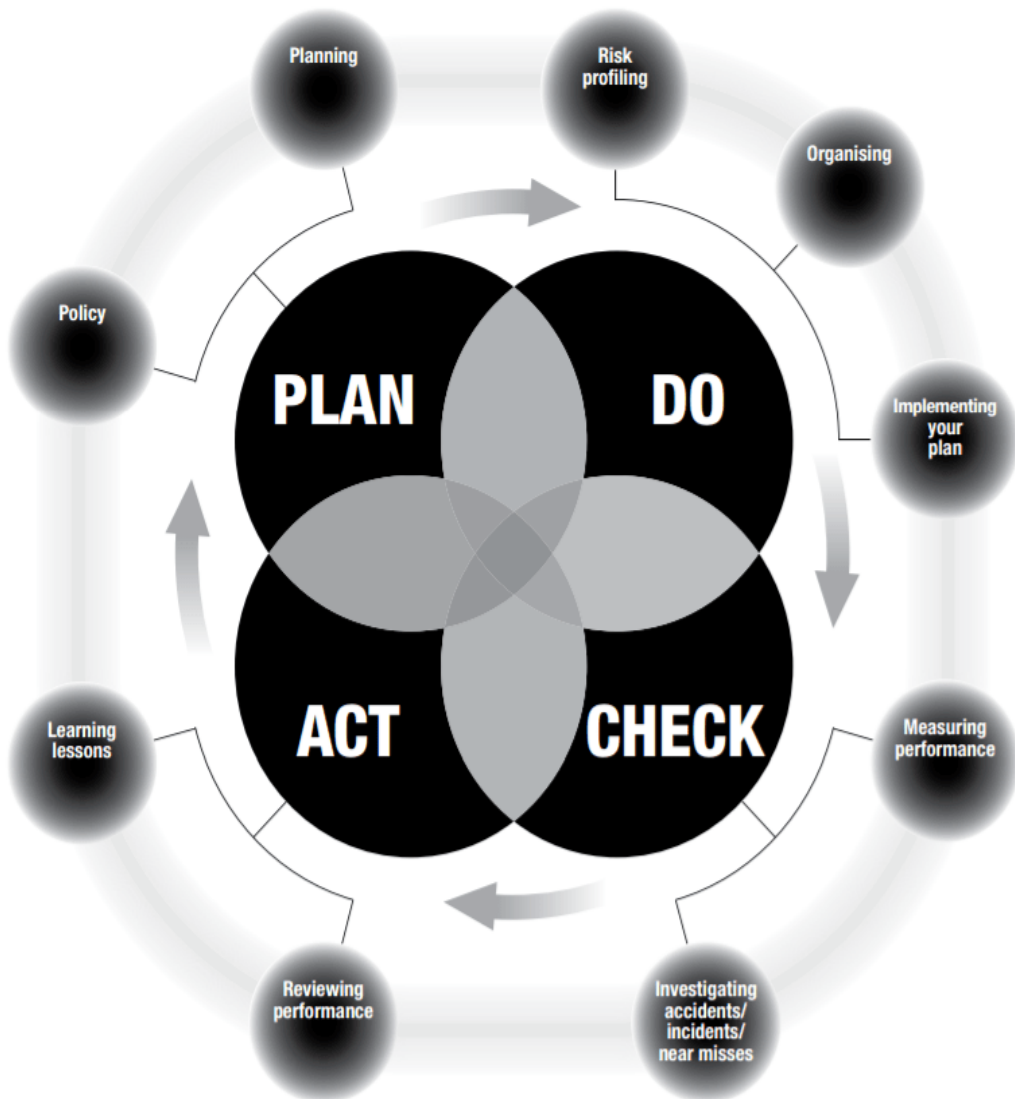 Planning
Risk
profiling
Organising
Policy
PLAN
DO
Implementing
your
plan
Learning
lessons
ACT
CHECK
Measuring
performance
Reviewing
performance
Investigating
accidents/
incidents/
near misses